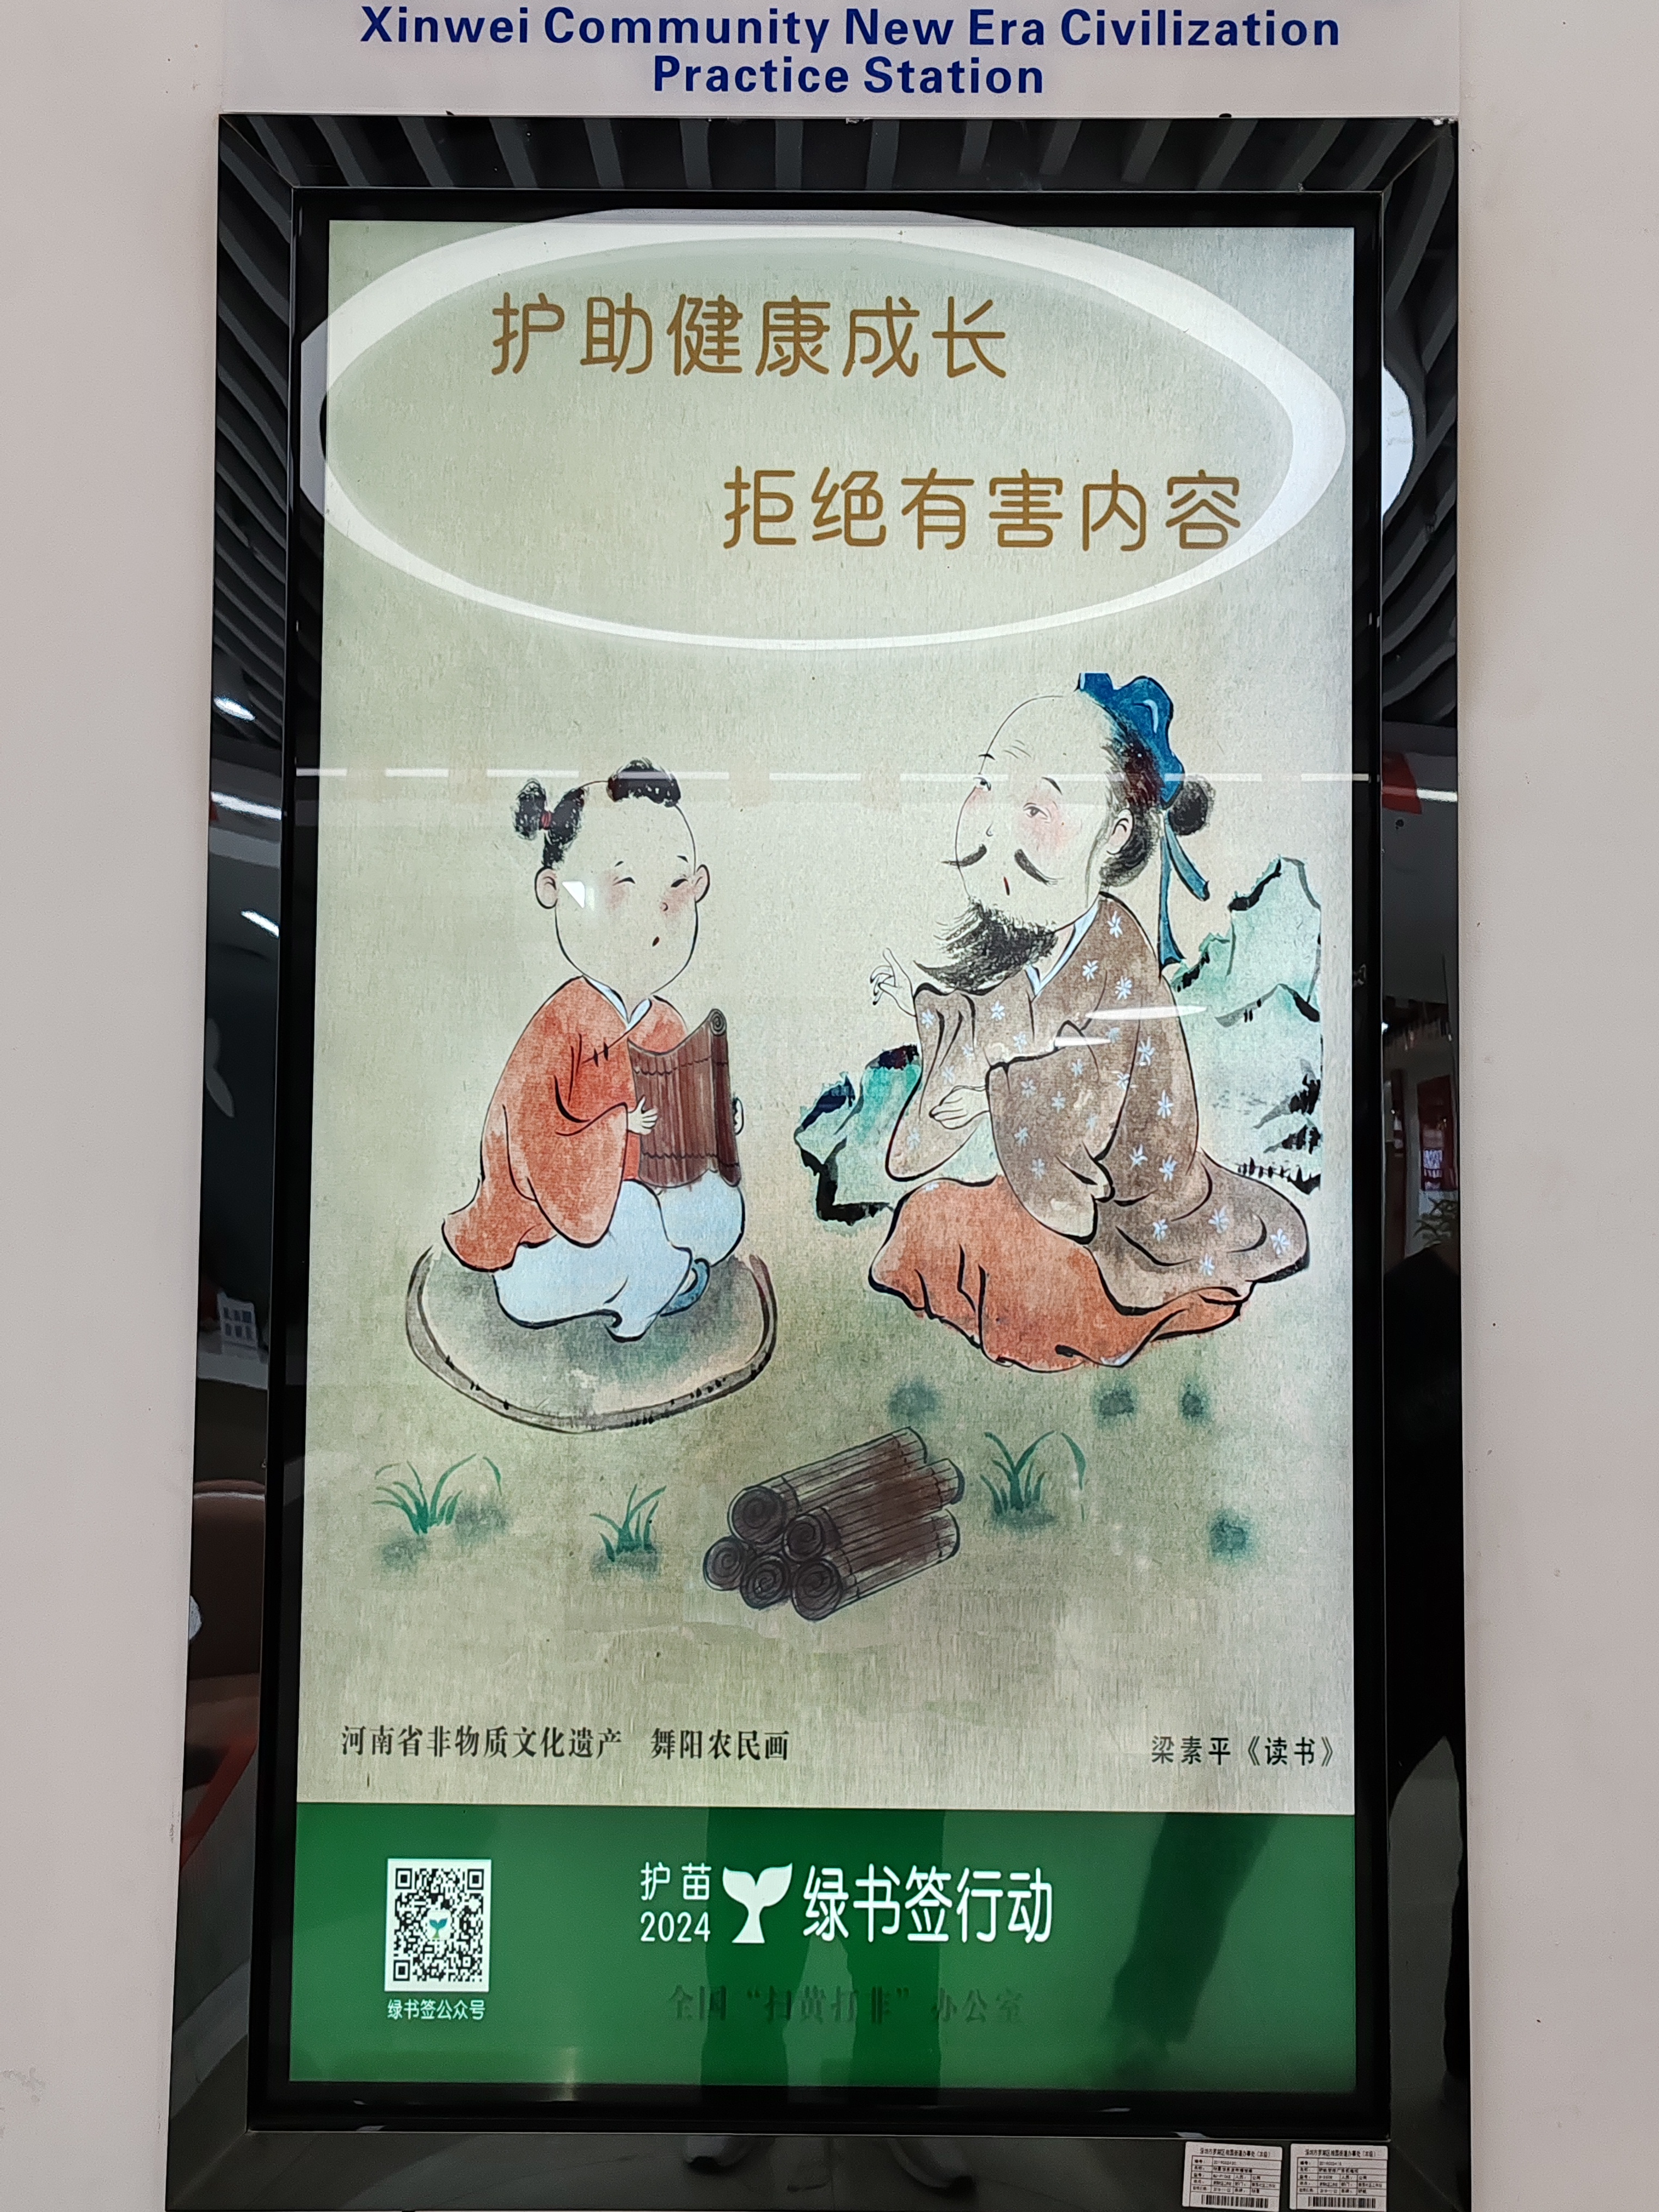 Xinwei Community New Era Civilization
Practice Station
护助健康成长
拒绝有害内容
河南省非物质文化遗产 舞阳农民画
梁素平《读书》
护苗
2024
绿书签行动
全国“扫黄打非”办公室
绿书签公众号